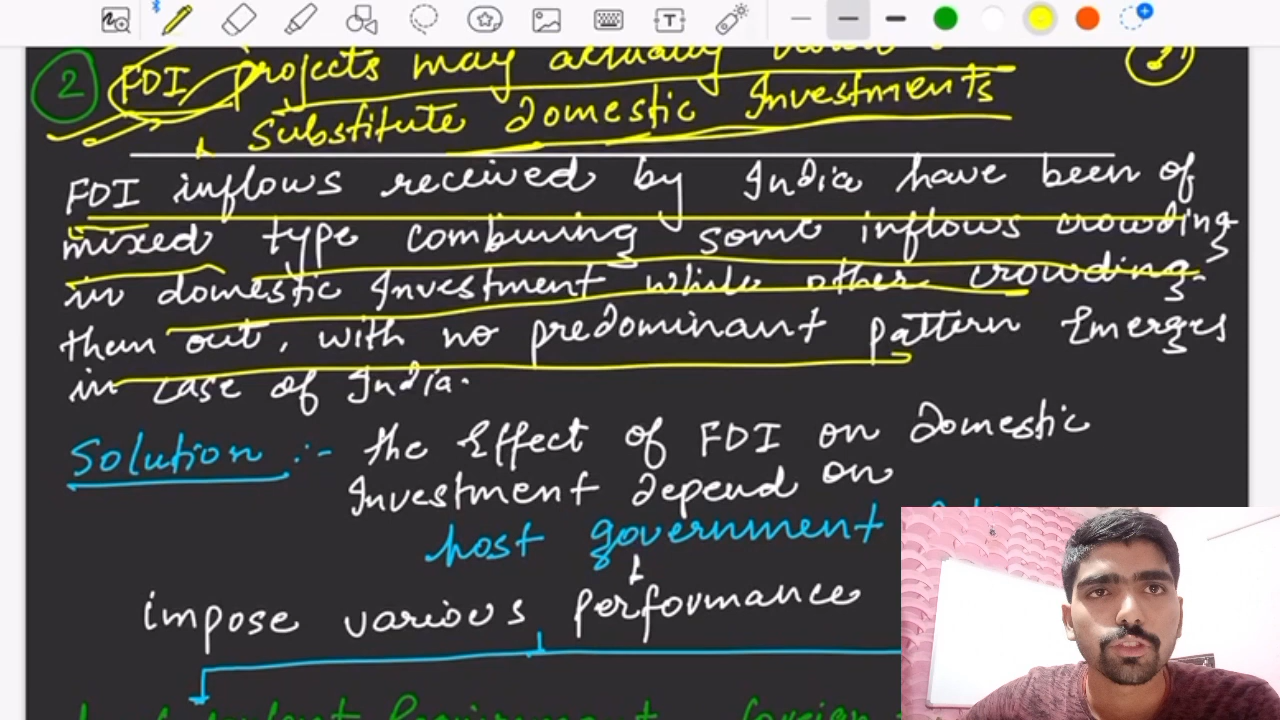 2 FDI projects may actually
Substitute Domestic Investments
FDI inflows received by India have been of
mixed type combining some inflows crowding
in domestic Investment while other crowding
them out, with no predominant pattern Emerges
in case of India.
Solution :- the Effect of FDI on Domestic
Investment depend on
host government
impose various performance
Requirement foreign